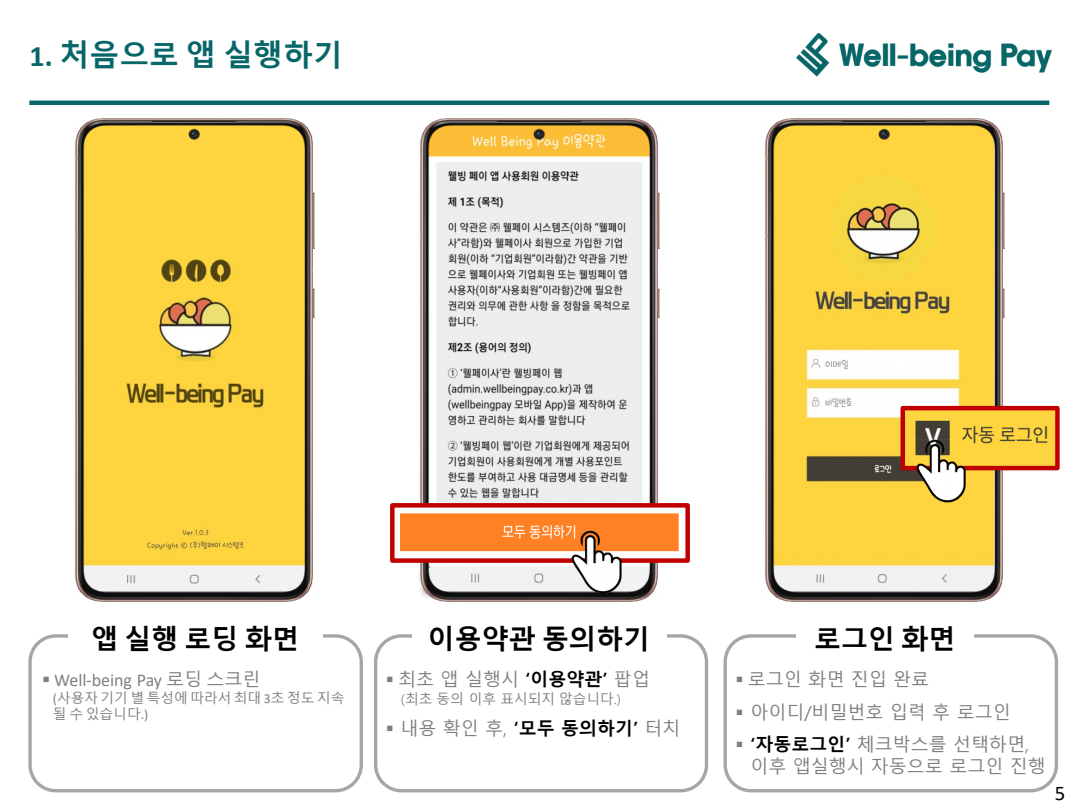 1. 처음으로 앱 실행하기
Well-being Pay
Well-being Pay
Ver 1.0.3
Copyright © (주)웰페이 시스템즈
Well Being Pay 이용약관
웰빙 페이 앱 사용회원 이용약관
제 1조 (목적)
이 약관은 ㈜ 웰페이 시스템즈(이하 “웰페이
사”라함)와 웰페이사 회원으로 가입한 기업
회원(이하 “기업회원”이라함)간 약관을 기반
으로 웰페이사와 기업회원 또는 웰빙페이 앱
사용자(이하“사용회원”이라함)간에 필요한
권리와 의무에 관한 사항 을 정함을 목적으로
합니다.
제2조 (용어의 정의)
① ‘웰페이사’란 웰빙페이 웹
(admin.wellbeingpay.co.kr)과 앱
(wellbeingpay 모바일 App)을 제작하여 운
영하고 관리하는 회사를 말합니다
② ‘웰빙페이 웹’이란 기업회원에게 제공되어
기업회원이 사용회원에게 개별 사용포인트
한도를 부여하고 사용 대금명세 등을 관리할
수 있는 웹을 말합니다
모두 동의하기
Well-being Pay
이메일
비밀번호
V 자동 로그인
로그인
앱 실행 로딩 화면
▪ Well-being Pay 로딩 스크린
(사용자 기기 별 특성에 따라서 최대 3초 정도 지속
될 수 있습니다.)
이용약관 동의하기
▪ 최초 앱 실행시 ‘이용약관’ 팝업
(최초 동의 이후 표시되지 않습니다.)
▪ 내용 확인 후, ‘모두 동의하기’ 터치
로그인 화면
▪ 로그인 화면 진입 완료
▪ 아이디/비밀번호 입력 후 로그인
▪ ‘자동로그인’ 체크박스를 선택하면,
이후 앱실행시 자동으로 로그인 진행
5